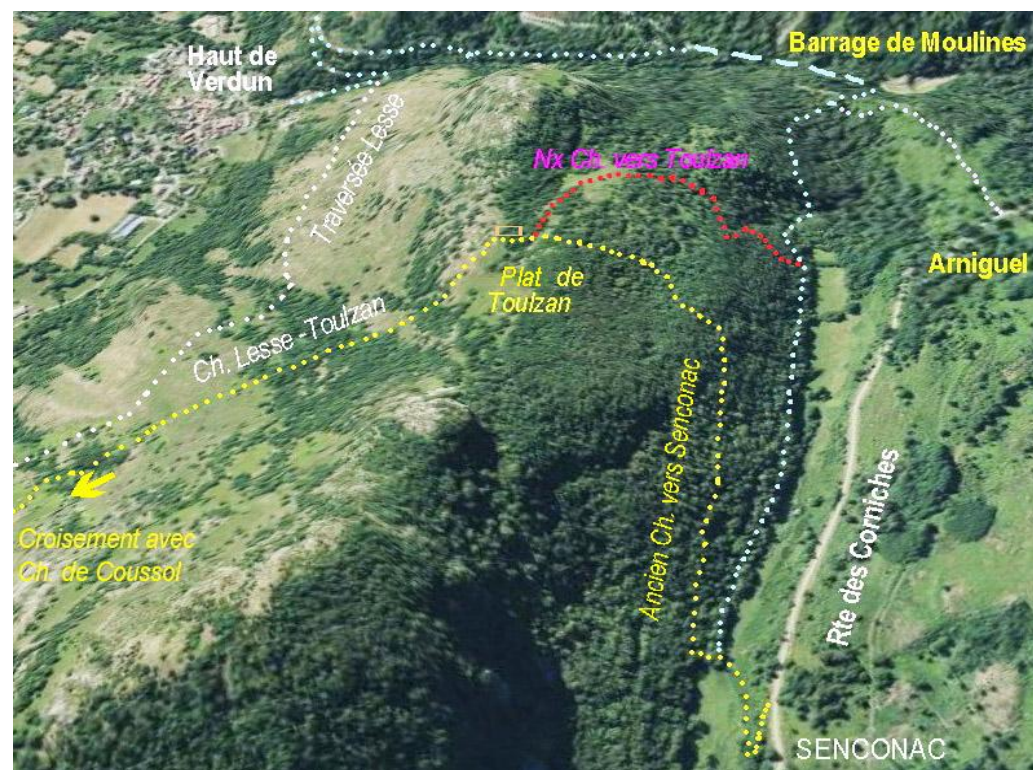 Haut de
Verdun
Barrage de Moulines
Traversée Lesse
Nx Ch. vers Toulzan
Arniguel
Plat de
Toulzan
Ch. Lesse -Toulzan
Ancien Ch. vers Senconac
Rte des Corniches
Croisement avec
Ch. de Coussol
SENCONAC